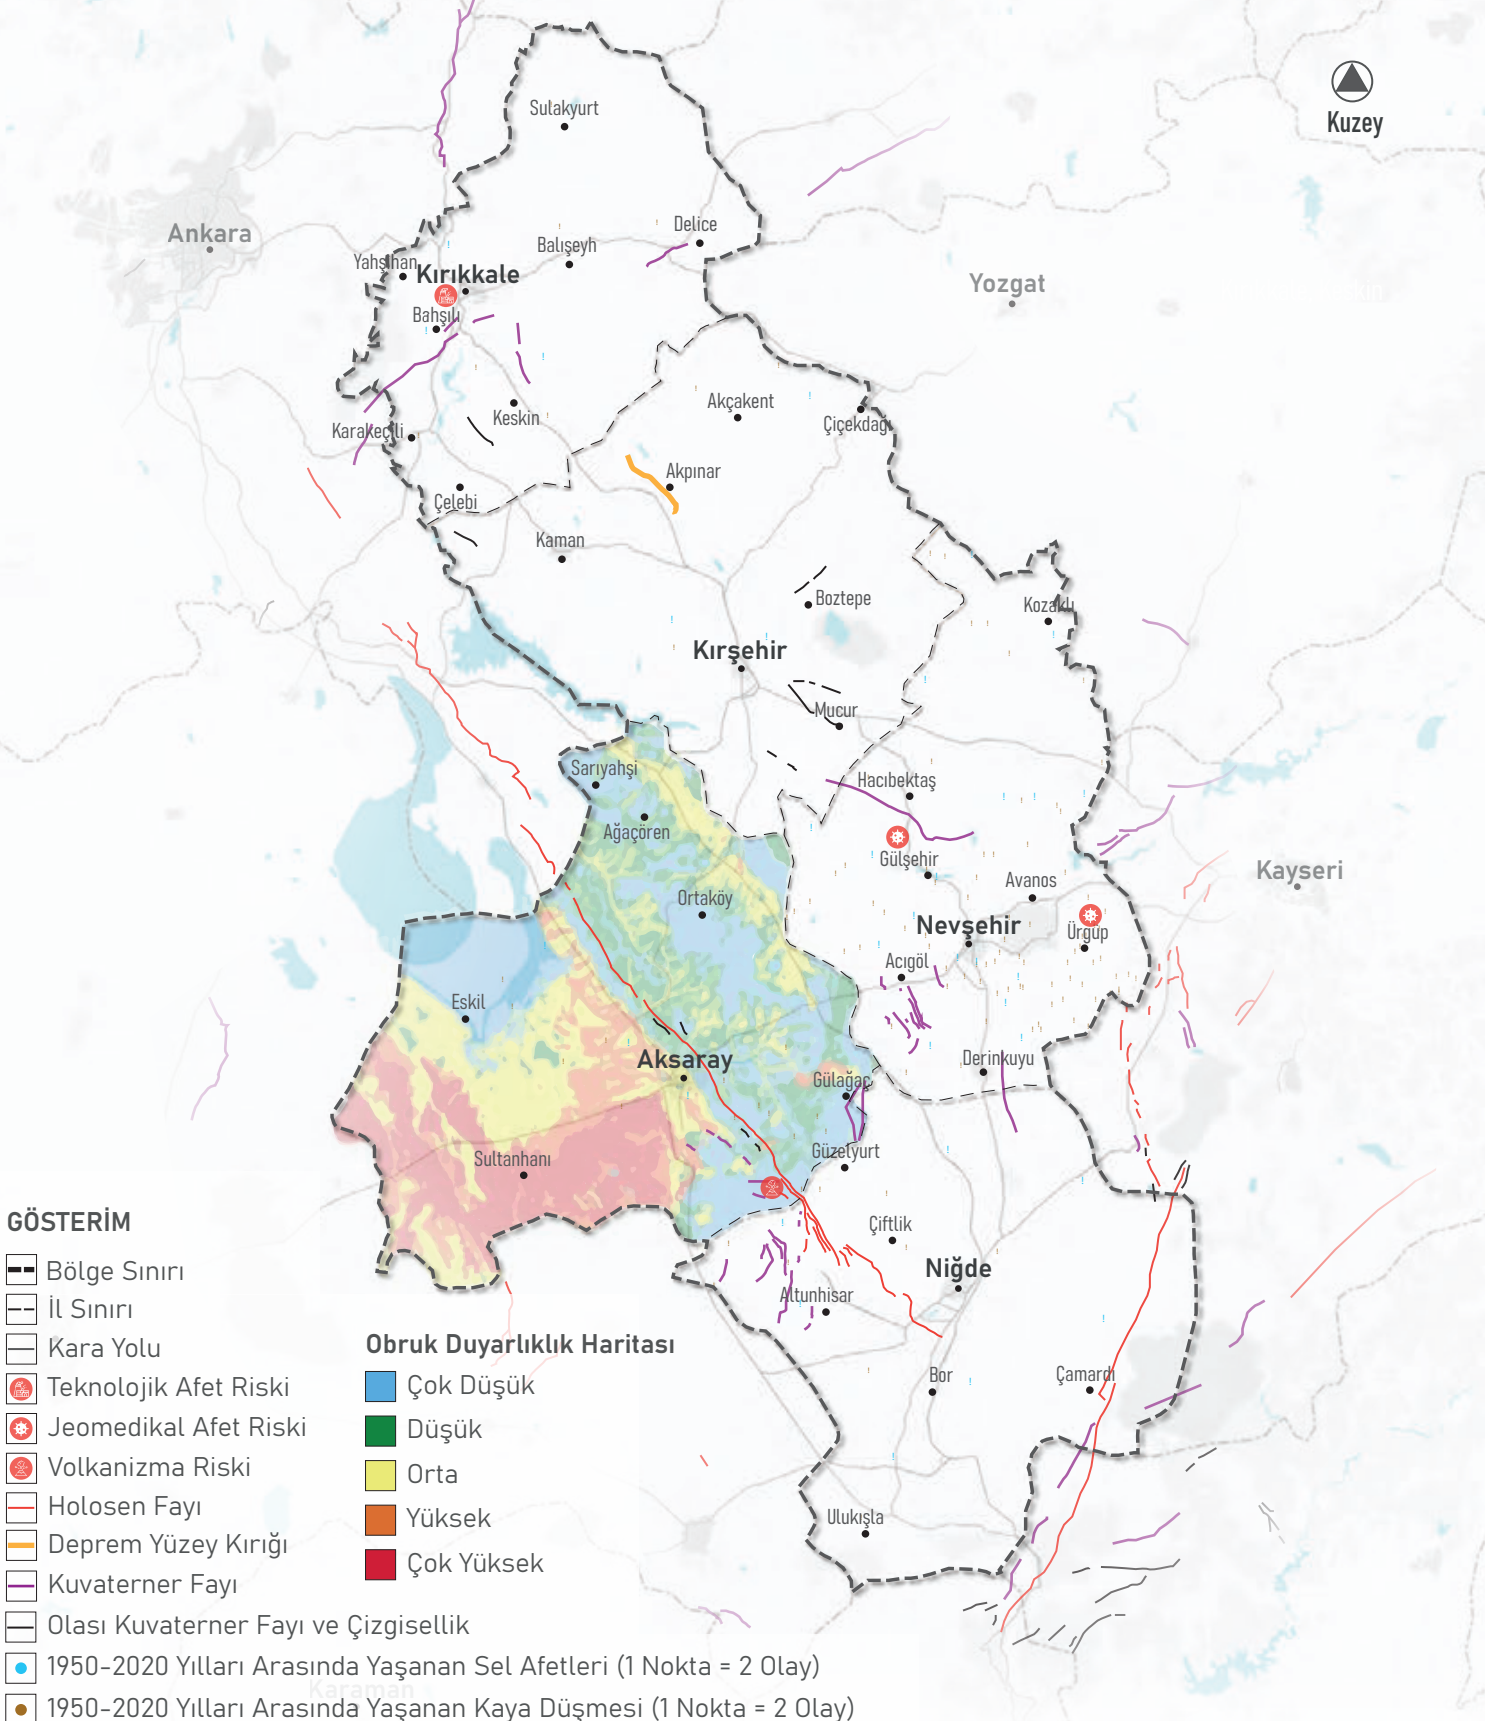 Kuzey
Sulakyurt
Ankara
Delice
Balışeyh
Yahşihan
Kırıkkale
Yozgat
Bahşılı
Akçakent
Keskin
Çiçekdağı
Karakeçili
Akpınar
Çelebi
Kaman
Boztepe
Kozaklı
Kırşehir
Mucur
Sarıyahşi
Hacıbektaş
Ağaçören
Gülşehir
Kayseri
Avanos
Ortaköy
Nevşehir
Ürgüp
Acıgöl
Eskil
Aksaray
Derinkuyu
Gülağaç
Güzelyurt
Sultanhanı
Çiftlik
Niğde
Altunhisar
Bor
Çamardı
Ulukışla
Karaman
GÖSTERİM
Bölge Sınırı
İl Sınırı
Kara Yolu
Teknolojik Afet Riski
Jeomedikal Afet Riski
Volkanizma Riski
Holosen Fayı
Deprem Yüzey Kırığı
Kuvaterner Fayı
Olası Kuvaterner Fayı ve Çizgisellik
1950-2020 Yılları Arasında Yaşanan Sel Afetleri (1 Nokta = 2 Olay)
1950-2020 Yılları Arasında Yaşanan Kaya Düşmesi (1 Nokta = 2 Olay)
Obruk Duyarlıklık Haritası
Çok Düşük
Düşük
Orta
Yüksek
Çok Yüksek